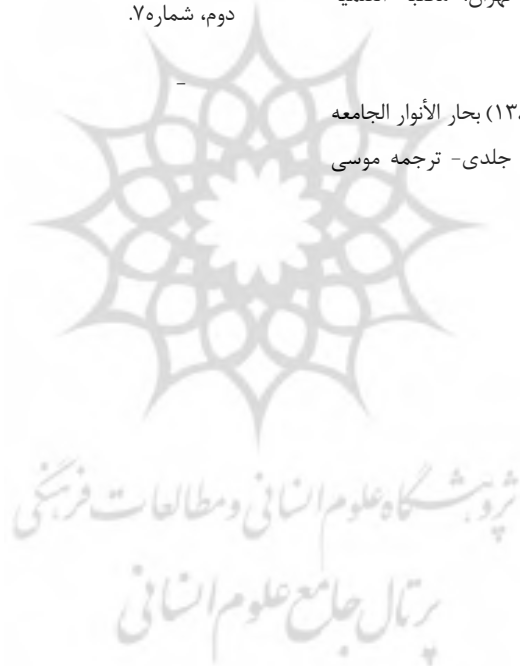 دوم، شماره۷.
–
) بحار الأنوار الجامعه
جلدی- ترجمه موسی
پژوهشگاه علوم انسانی و مطالعات فرهنگی
پرتال جامع علوم انسانی